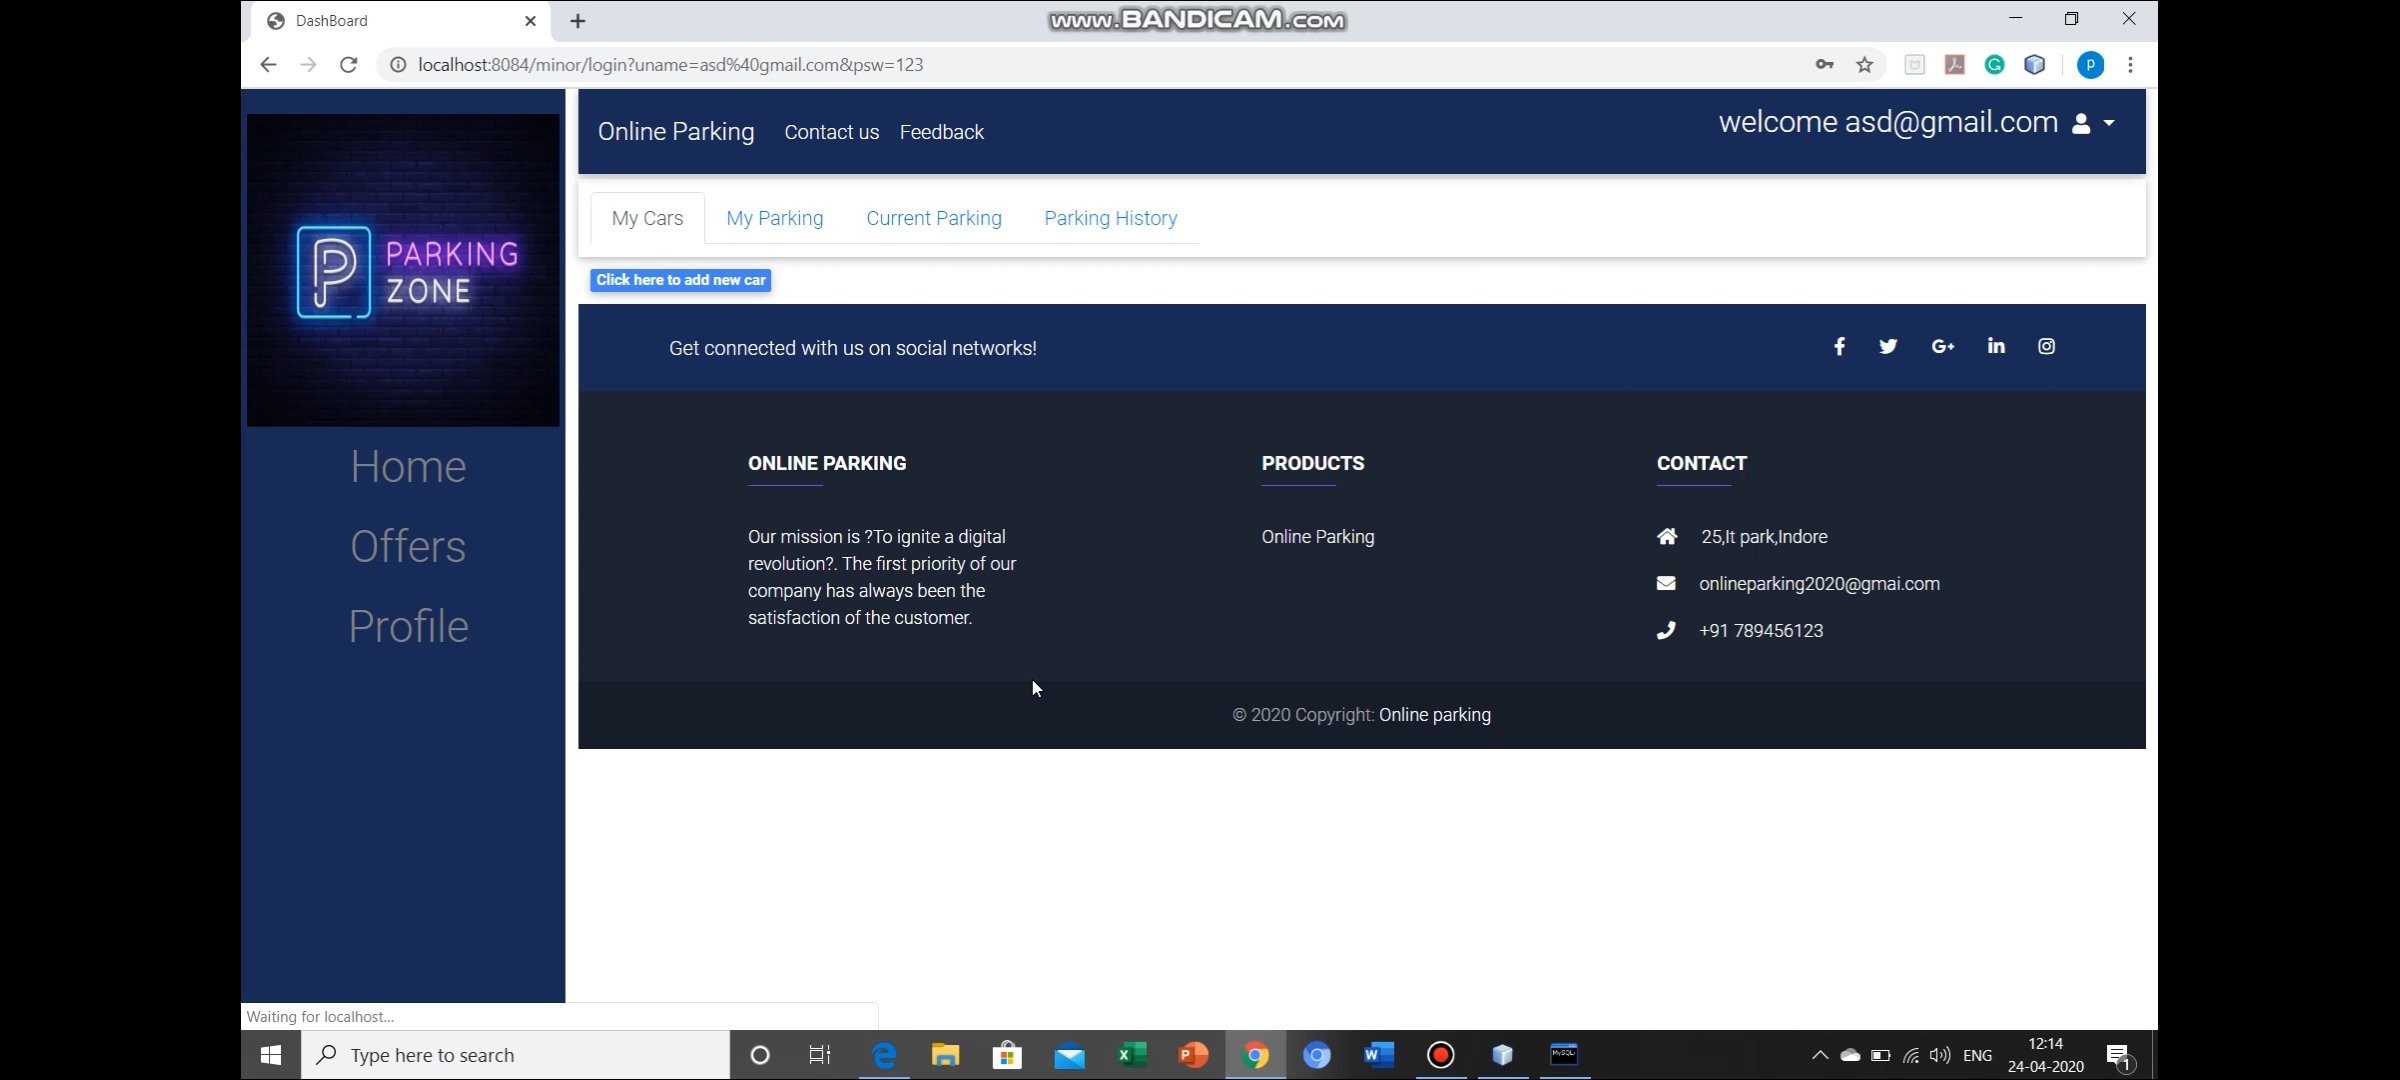 DashBoard
www.BANDICAM.com
localhost:8084/minor/login?uname=asd%40gmail.com&psw=123
P
Online Parking
Contact us
Feedback
welcome asd@gmail.com
P PARKING
ZONE
Home
Offers
Profile
My Cars
My Parking
Current Parking
Parking History
Click here to add new car
Get connected with us on social networks!
ONLINE PARKING
Our mission is ?To ignite a digital
revolution?. The first priority of our
company has always been the
satisfaction of the customer.
PRODUCTS
Online Parking
CONTACT
25,It park,Indore
onlineparking2020@gmai.com
+91 789456123
© 2020 Copyright: Online parking
Waiting for localhost...
Type here to search
ENG
12:14
24-04-2020
1